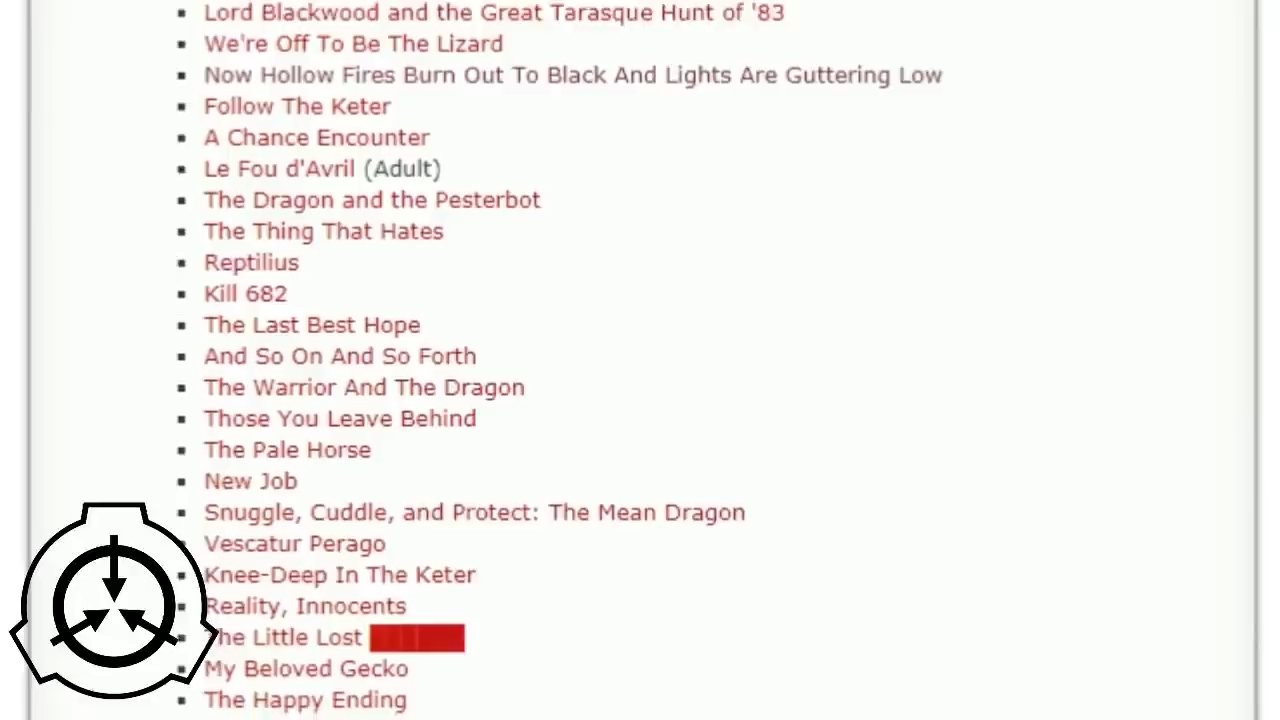 Lord Blackwood and the Great Tarasque Hunt of '83
We're Off To Be The Lizard
Now Hollow Fires Burn Out To Black And Lights Are Guttering Low
Follow The Keter
A Chance Encounter
Le Fou d'Avril (Adult)
The Dragon and the Pesterbot
The Thing That Hates
Reptilius
Kill 682
The Last Best Hope
And So On And So Forth
The Warrior And The Dragon
Those You Leave Behind
The Pale Horse
New Job
Snuggle, Cuddle, and Protect: The Mean Dragon
Vescatur Perago
Knee-Deep In The Keter
Reality, Innocents
The Little Lost ██████
My Beloved Gecko
The Happy Ending